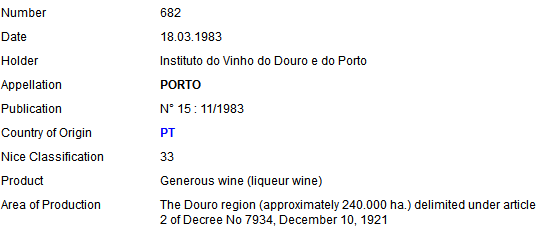 Number 682
Date 18.03.1983
Holder Instituto do Vinho do Douro e do Porto
Appellation PORTO
Publication N° 15 : 11/1983
Country of Origin PT
Nice Classification 33
Product Generous wine (liqueur wine)
Area of Production The Douro region (approximately 240.000 ha.) delimited under article
2 of Decree No 7934, December 10, 1921